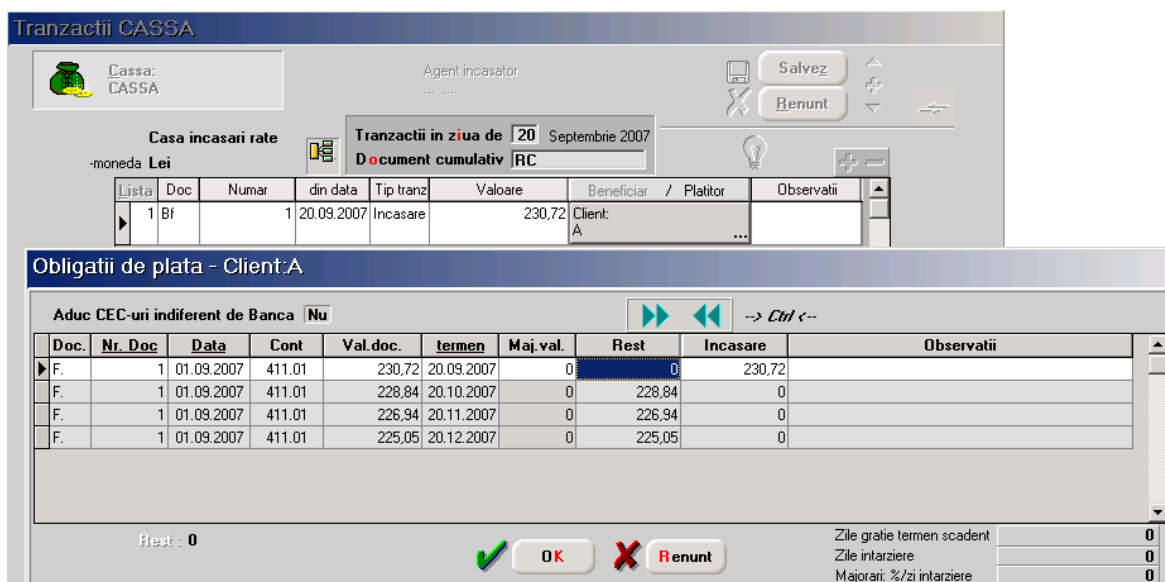 Tranzactii CASSA
Cassa:
CASSA
Agent incasator
... ...
Salvez
Renunt
Casa incasari rate
-moneda Lei
Tranzactii in ziua de 20 Septembrie 2007
Document cumulativ RC
Lista Doc Numar din data Tip tranz Valoare Beneficiar / Platitor Observatii
1 Bf 1 20.09.2007 Incasare 230,72 Client:
A ...
Obligatii de plata - Client:A
Aduc CEC-uri indiferent de Banca Nu --> Ctrl <--
Doc. Nr. Doc Data Cont Val.doc. termen Maj.val. Rest Incasare Observatii
F. 1 01.09.2007 411.01 230,72 20.09.2007 0 0 230,72
F. 1 01.09.2007 411.01 228,84 20.10.2007 0 228,84 0
F. 1 01.09.2007 411.01 226,94 20.11.2007 0 226,94 0
F. 1 01.09.2007 411.01 225,05 20.12.2007 0 225,05 0
Rest : 0
OK
Renunt
Zile gratie termen scadent 0
Zile intarziere 0
Majorari: %/zi intarziere 0